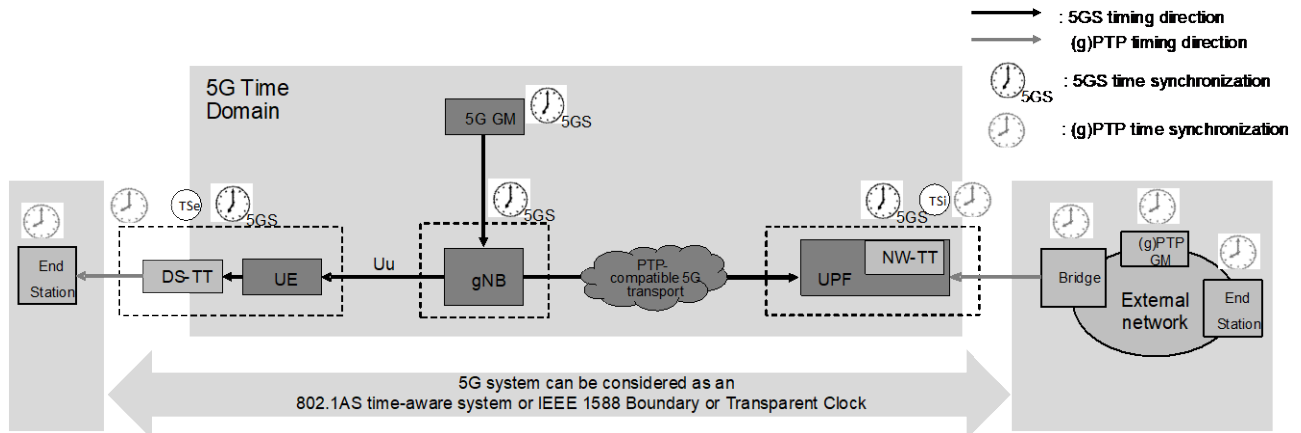 : 5GS timing direction
(g)PTP timing direction
5GS
: 5GS time synchronization
: (g)PTP time synchronization
5G Time
Domain
5G GM
5GS
TSe
5GS
5GS
5GS
TSi
End
Station
DS-TT
UE
Uu
gNB
PTP-
compatible 5G
transport
UPF
NW-TT
Bridge
(g)PTP
GM
External
network
End
Station
5G system can be considered as an
802.1AS time-aware system or IEEE 1588 Boundary or Transparent Clock